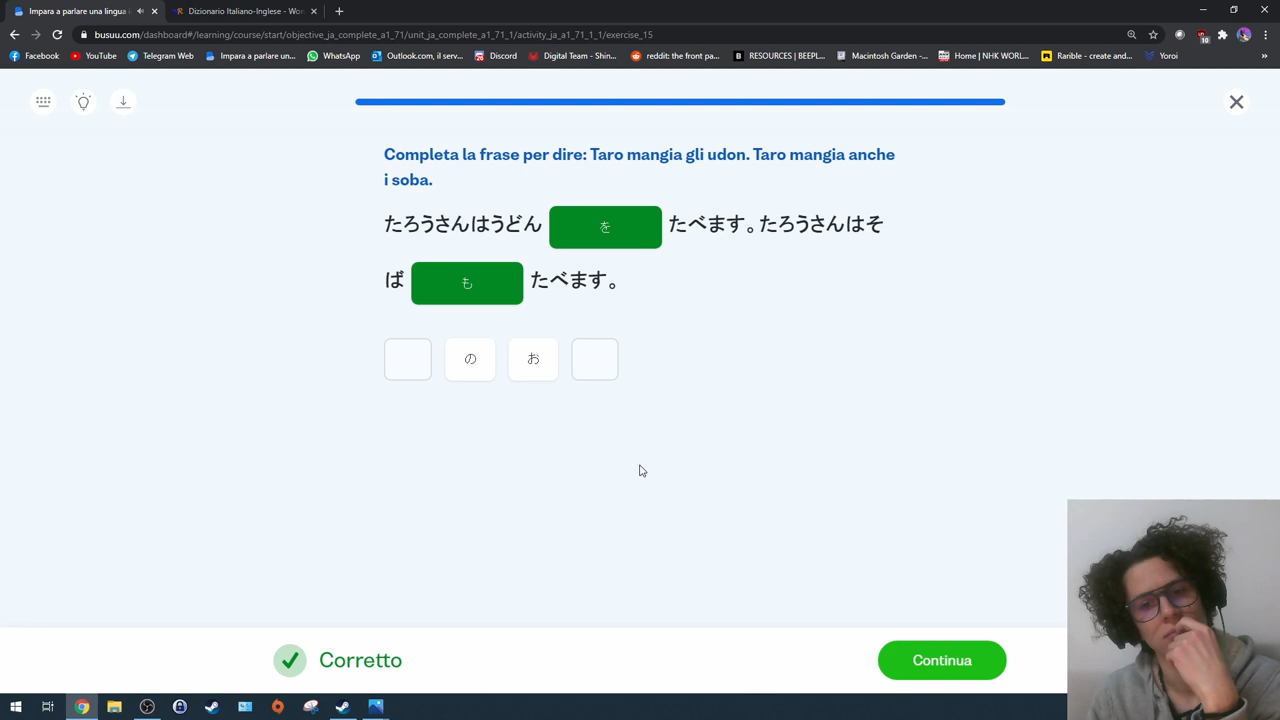 Impara a parlare una lingua
Dizionario Italiano-Inglese - Wor
busuu.com/dashboard#/learning/course/start/objective_ja_complete_a1_71/unit_ja_complete_a1_71_1/activity_ja_a1_71_1_1/exercise_15
Facebook YouTube Telegram Web Impara a parlare un... WhatsApp Outlook.com, il serv... Discord Digital Team - Shin... reddit: the front pa... RESOURCES | BEEPL... Macintosh Garden -... Home | NHK WORL... Rarible - create and... Yoroi »
10
Completa la frase per dire: Taro mangia gli udon. Taro mangia anche
i soba.
たろうさんはうどん を たべます。たろうさんはそ
ば も たべます。
の お
Corretto
Continua